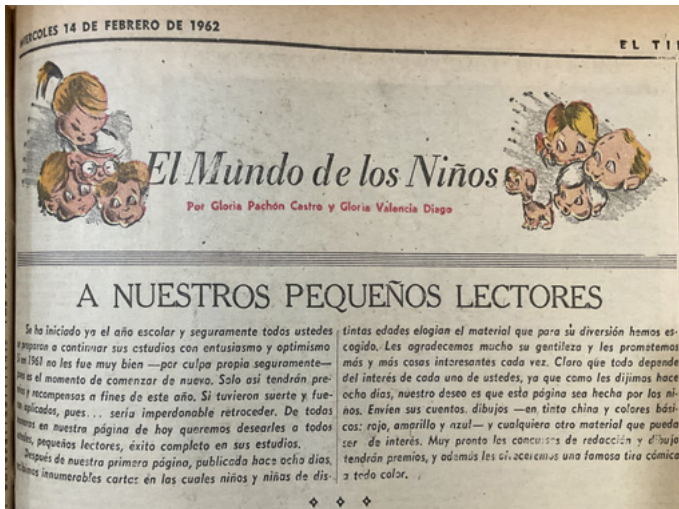 MIERCOLES 14 DE FEBRERO DE 1962
EL TI
El Mundo de los Niños
Por Gloria Pachón Castro y Gloria Valencia Diago
A NUESTROS PEQUEÑOS LECTORES
Se ha iniciado ya el año escolar y seguramente todos ustedes
se preparan a continuar sus estudios con entusiasmo y optimismo
Si en 1961 no les fue muy bien —por culpa propia seguramente—
pues es el momento de comenzar de nuevo. Solo así tendrán pre-
y recompensas a fines de este año. Si tuvieron suerte y fue-
aplicados, pues... sería imperdonable retroceder. De todas
en nuestra página de hoy queremos desearles a todos
pequeños lectores, éxito completo en sus estudios.
Después de nuestra primera página, publicada hace ocho días,
innumerables cartas en las cuales niños y niñas de dis-
tintas edades elogian el material que para su diversión hemos es-
cogido. Les agradecemos mucho su gentileza y les prometemos
más y más cosas interesantes cada vez. Claro que todo depende
del interés de cada uno de ustedes, ya que como les dijimos hace
ocho días, nuestro deseo es que esta página sea hecha por los ni-
ños. Envíen sus cuentos, dibujos —en tinta china y colores bási-
cos: rojo, amarillo y azul— y cualquiera otro material que pueda
ser de interés. Muy pronto los concursos de redacción y dibujo
tendrán premios, y además les ofreceremos una famosa tira cómica
a todo color.